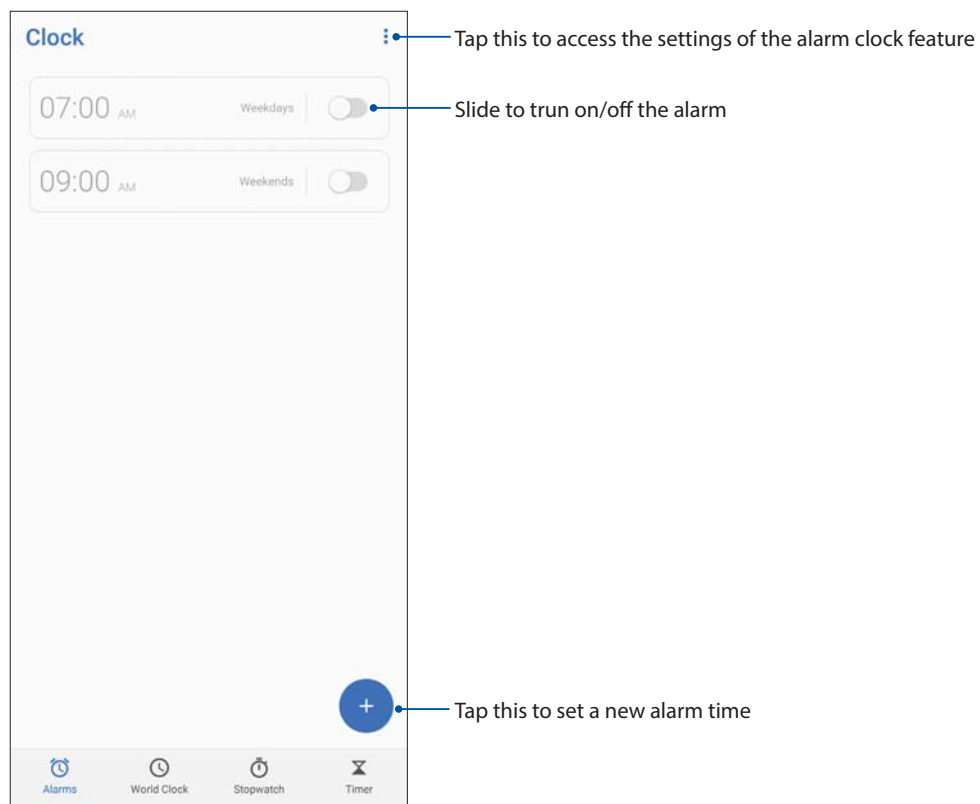 Clock
Tap this to access the settings of the alarm clock feature
07:00 AM Weekdays
Slide to trun on/off the alarm
09:00 AM Weekends
+
Tap this to set a new alarm time
Alarms World Clock Stopwatch Timer